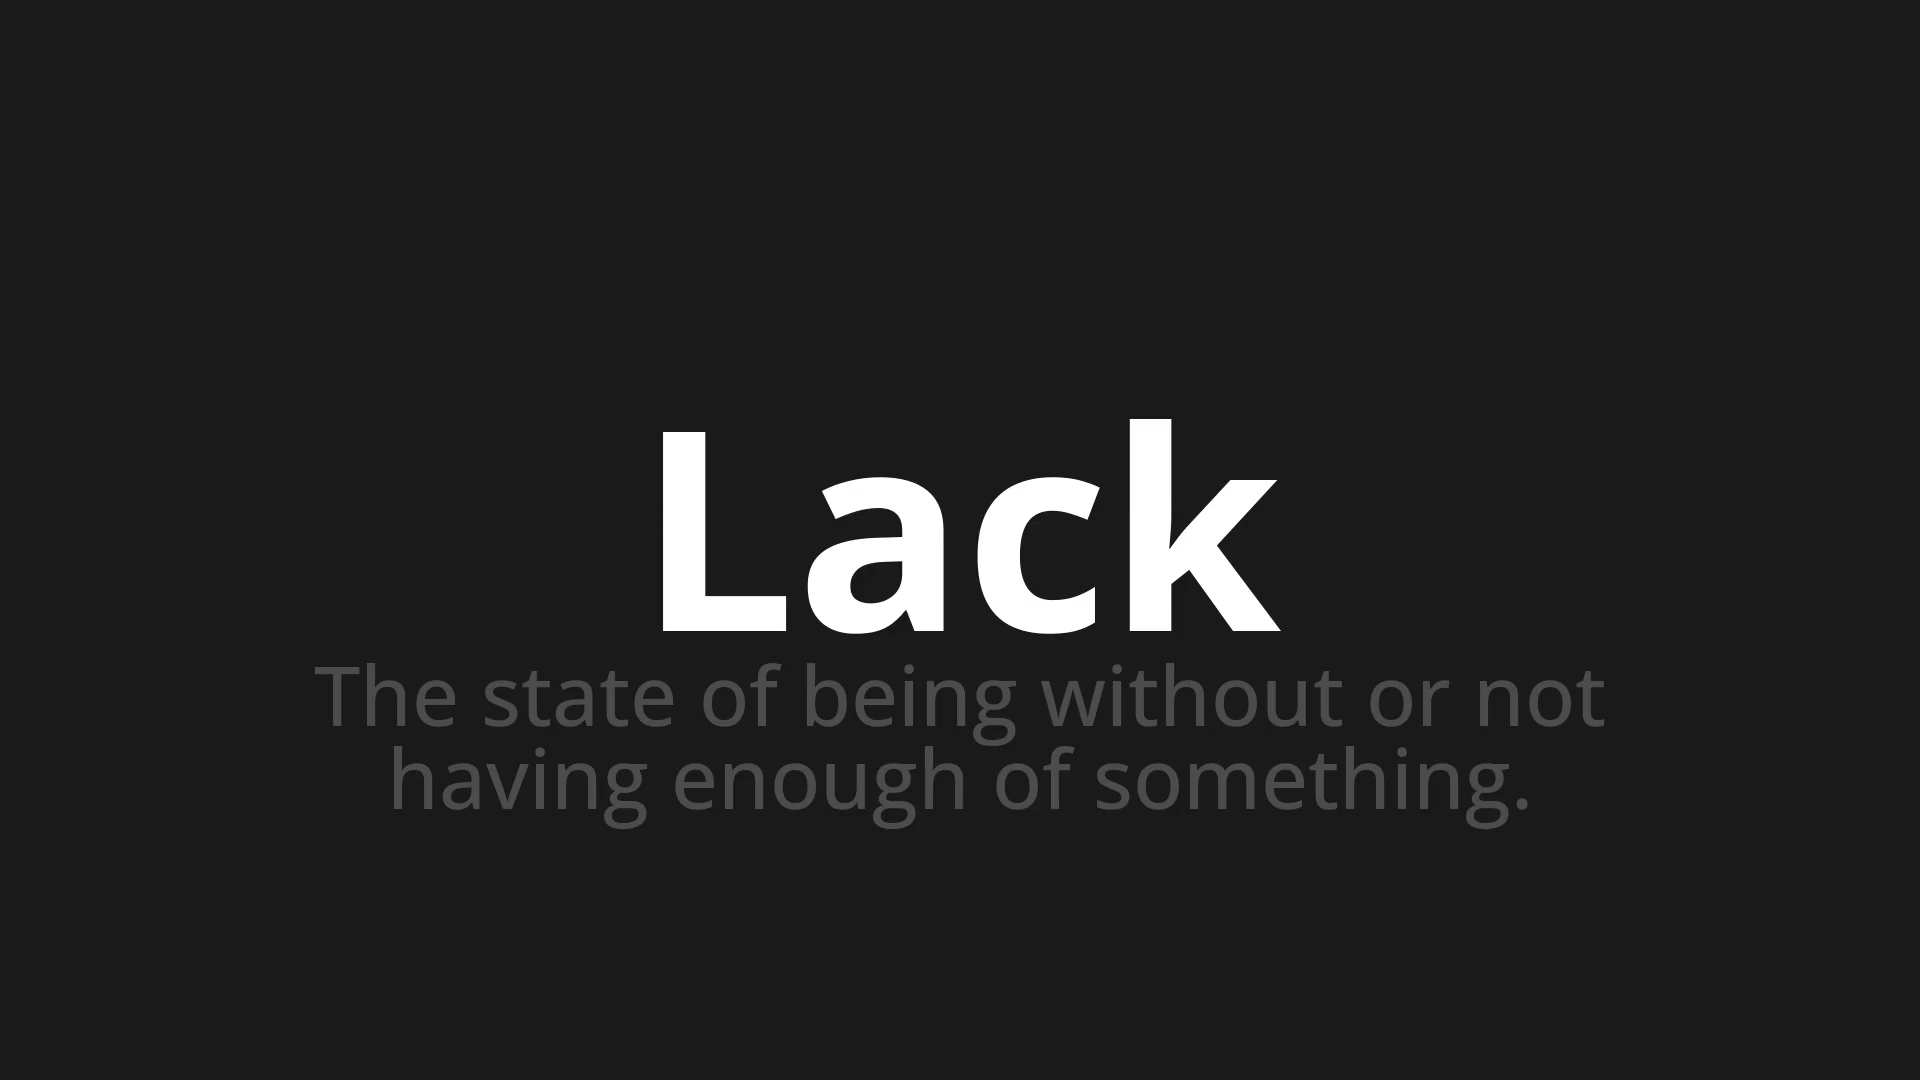 Lack
The state of being without or not
having enough of something.